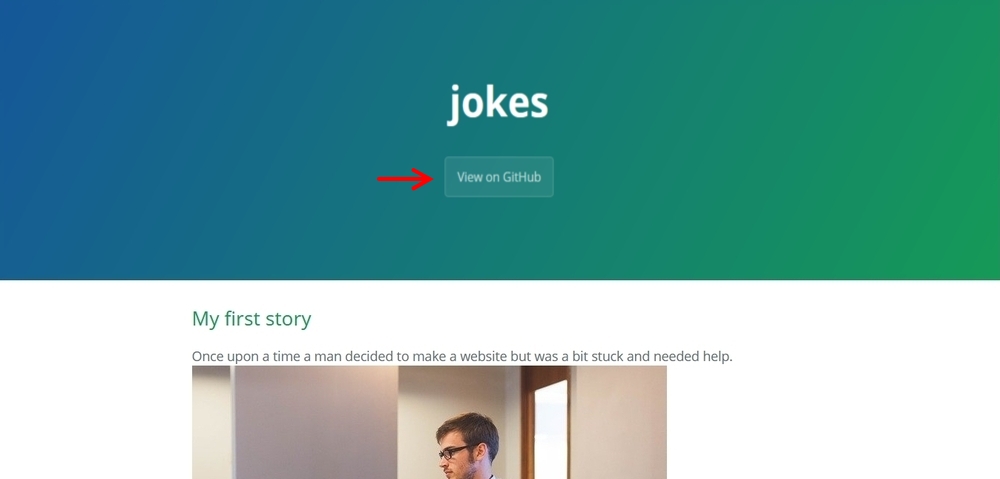 jokes
View on GitHub
My first story
Once upon a time a man decided to make a website but was a bit stuck and needed help.